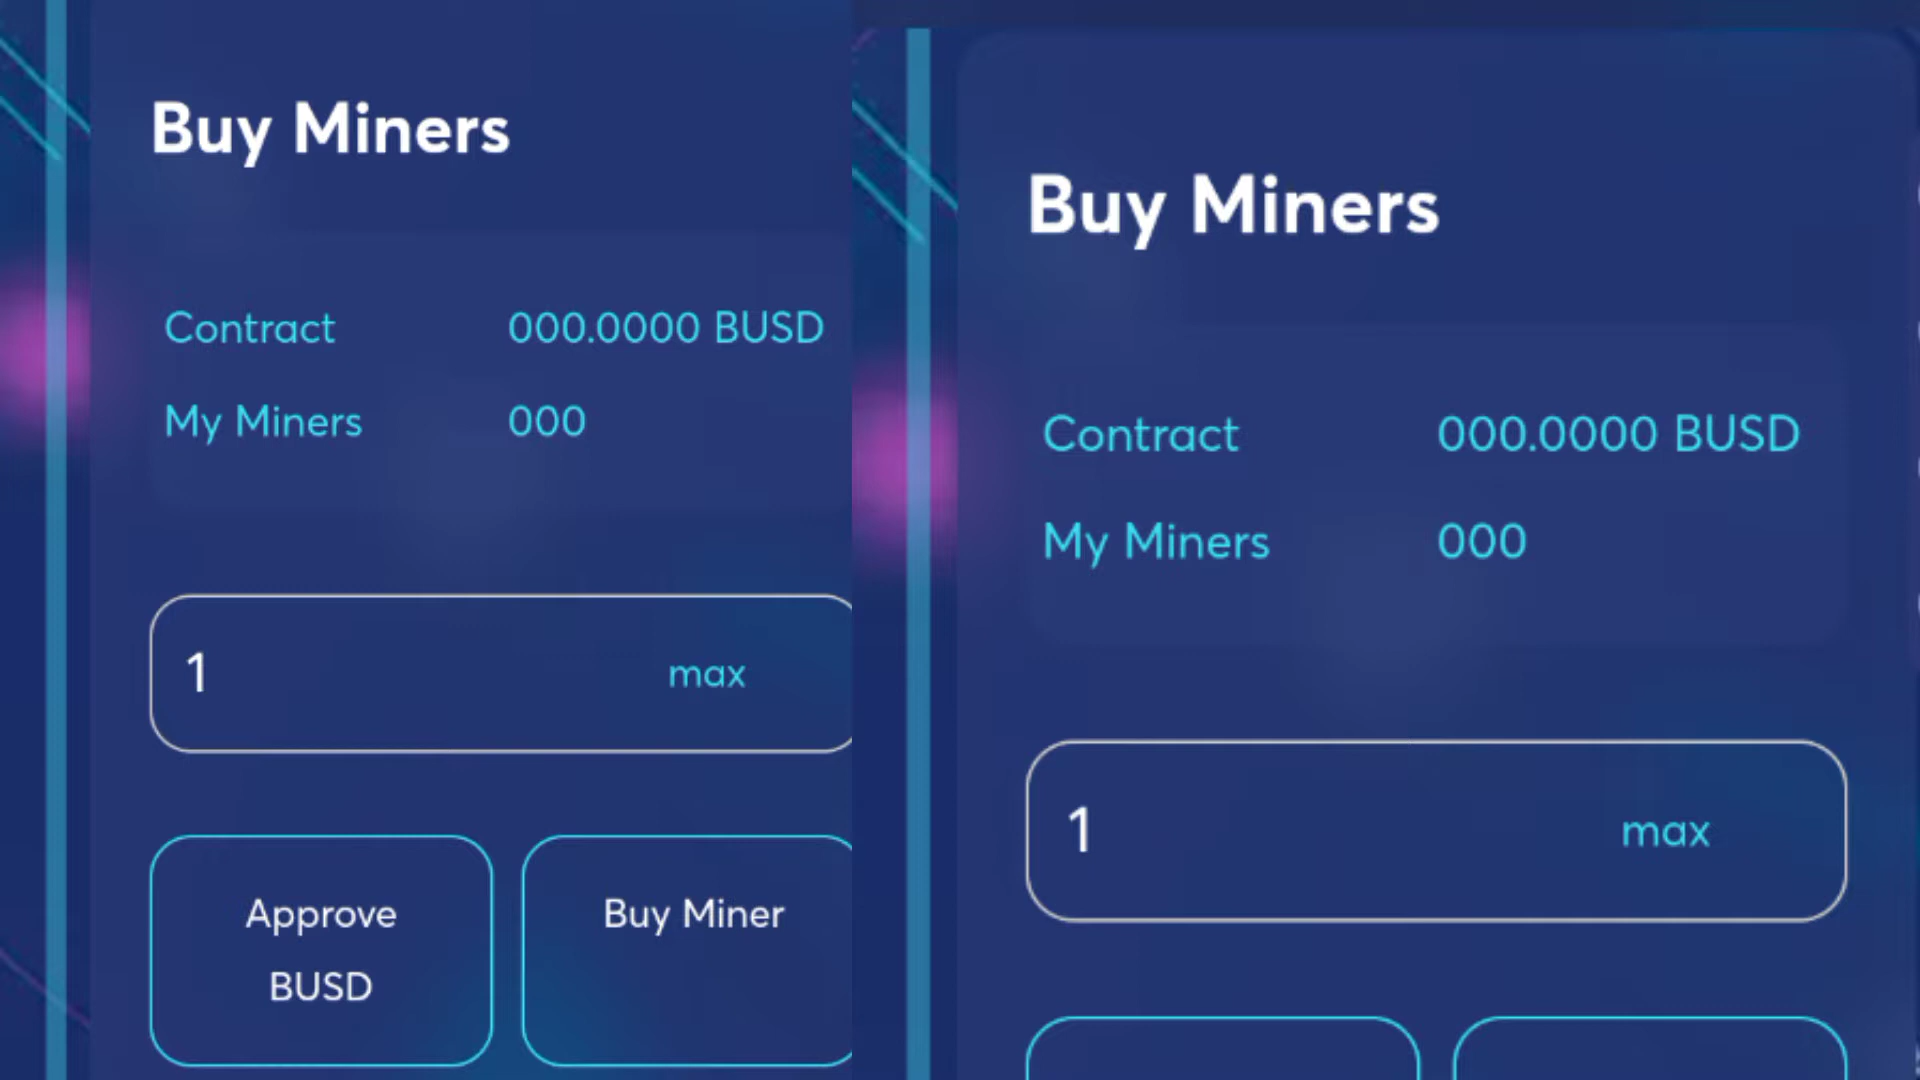 Buy Miners
Contract 000.0000 BUSD
My Miners 000
1 max
Approve BUSD
Buy Miner
Buy Miners
Contract 000.0000 BUSD
My Miners 000
1 max